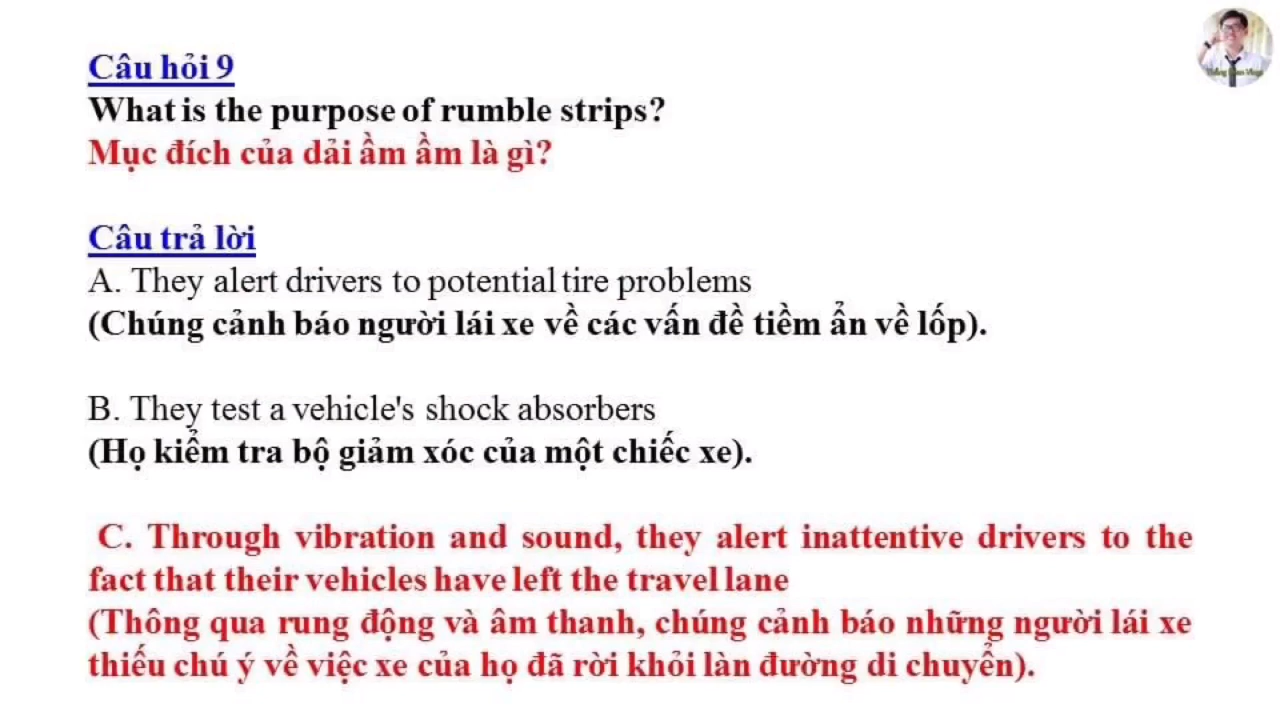 Câu hỏi 9
What is the purpose of rumble strips?
Mục đích của dải ầm ầm là gì?
Câu trả lời
A. They alert drivers to potential tire problems
(Chúng cảnh báo người lái xe về các vấn đề tiềm ẩn về lốp).
B. They test a vehicle's shock absorbers
(Họ kiểm tra bộ giảm xóc của một chiếc xe).
C. Through vibration and sound, they alert inattentive drivers to the
fact that their vehicles have left the travel lane
(Thông qua rung động và âm thanh, chúng cảnh báo những người lái xe
thiếu chú ý về việc xe của họ đã rời khỏi làn đường di chuyển).